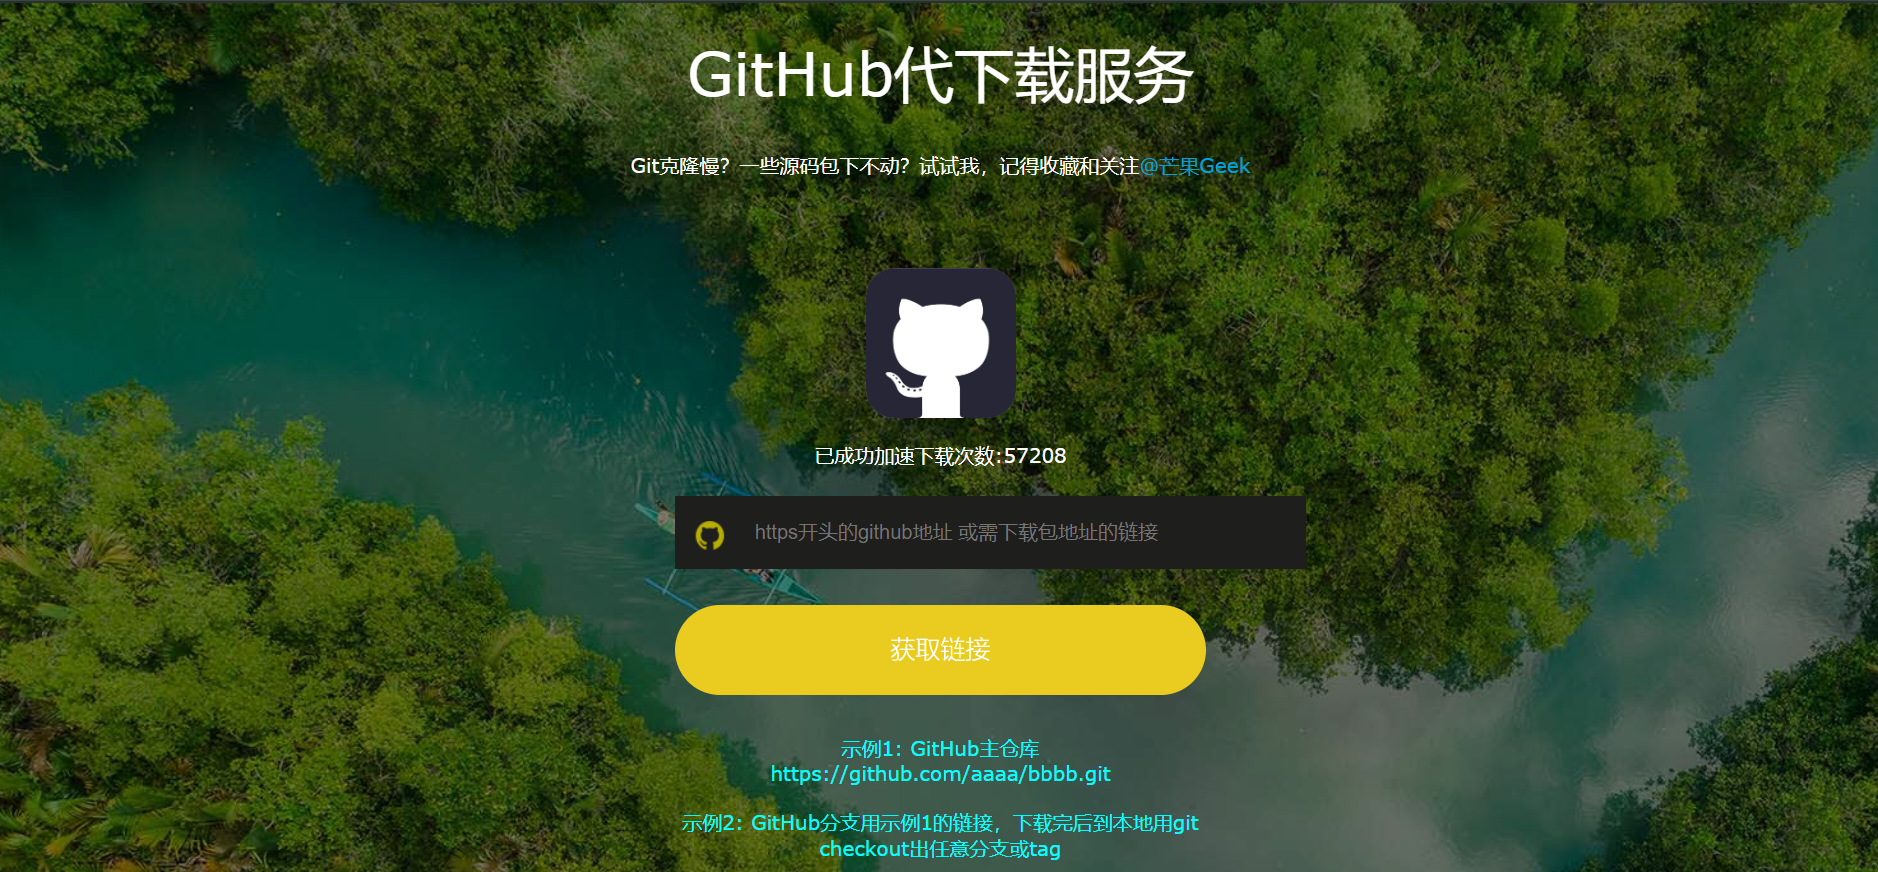 GitHub代下载服务
Git克隆慢？一些源码包下不动？试试我，记得收藏和关注@芒果Geek
已成功加速下载次数:57208
https开头的github地址 或需下载包地址的链接
获取链接
示例1：GitHub主仓库
https://github.com/aaaa/bbbb.git
示例2：GitHub分支用示例1的链接，下载完后到本地用git
checkout出任意分支或tag